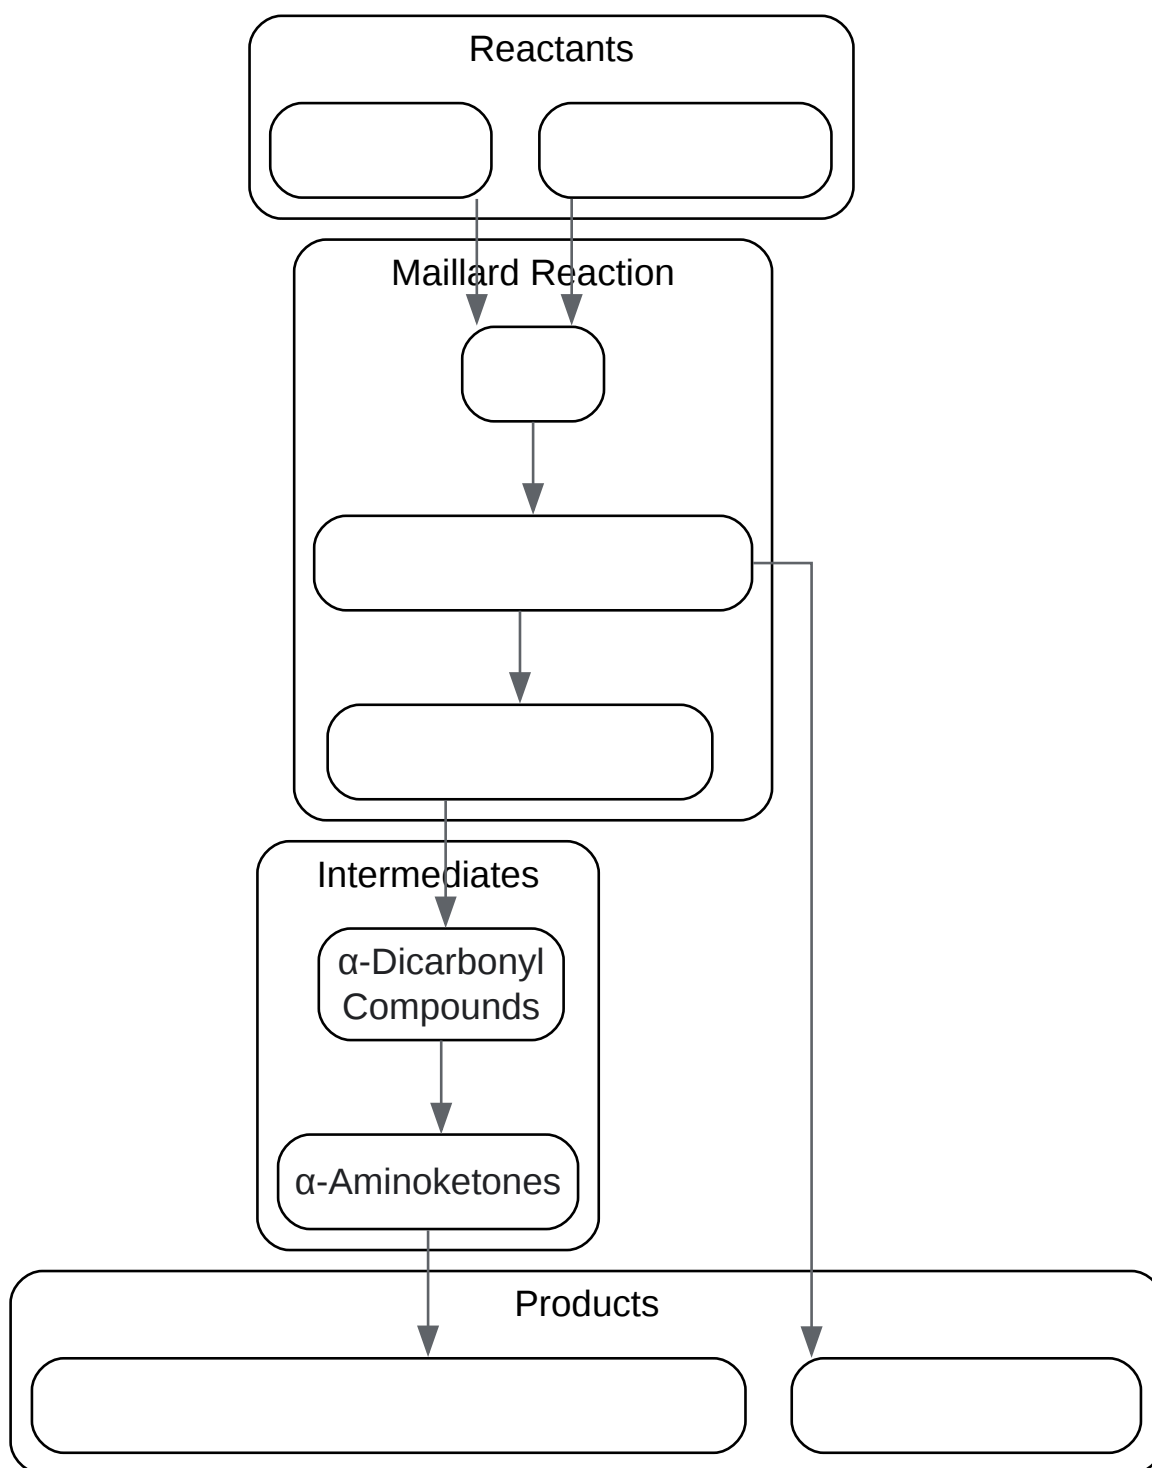 Reactants
Maillard Reaction
Intermediates
α-Dicarbonyl
Compounds
α-Aminoketones
Products